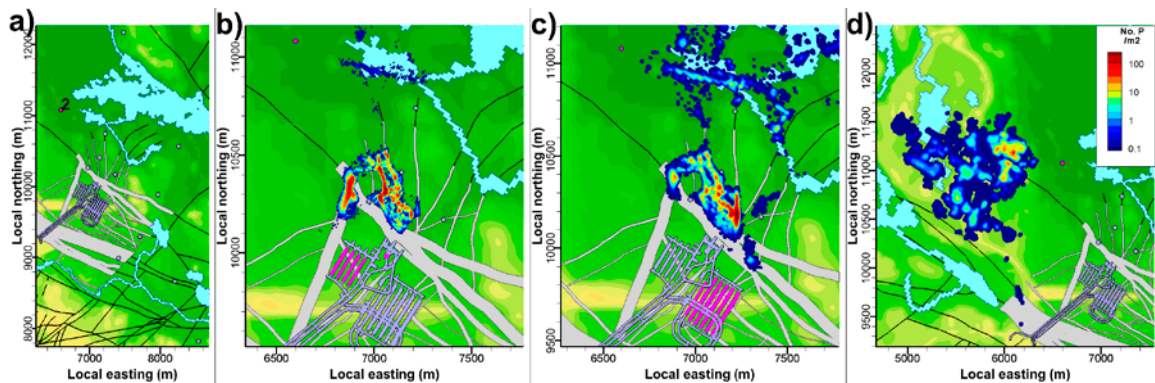 a)
b)
c)
d)
2
No. P
/m2
100
10
1
0.1
Local northing (m)
12000
11000
10000
9000
8000
7000
8000
Local easting (m)
Local northing (m)
11000
10500
10000
6500
7000
7500
Local easting (m)
Local northing (m)
11000
10500
10000
9500
6500
7000
7500
Local easting (m)
Local northing (m)
12000
11500
11000
10500
10000
9500
5000
6000
7000
Local easting (m)